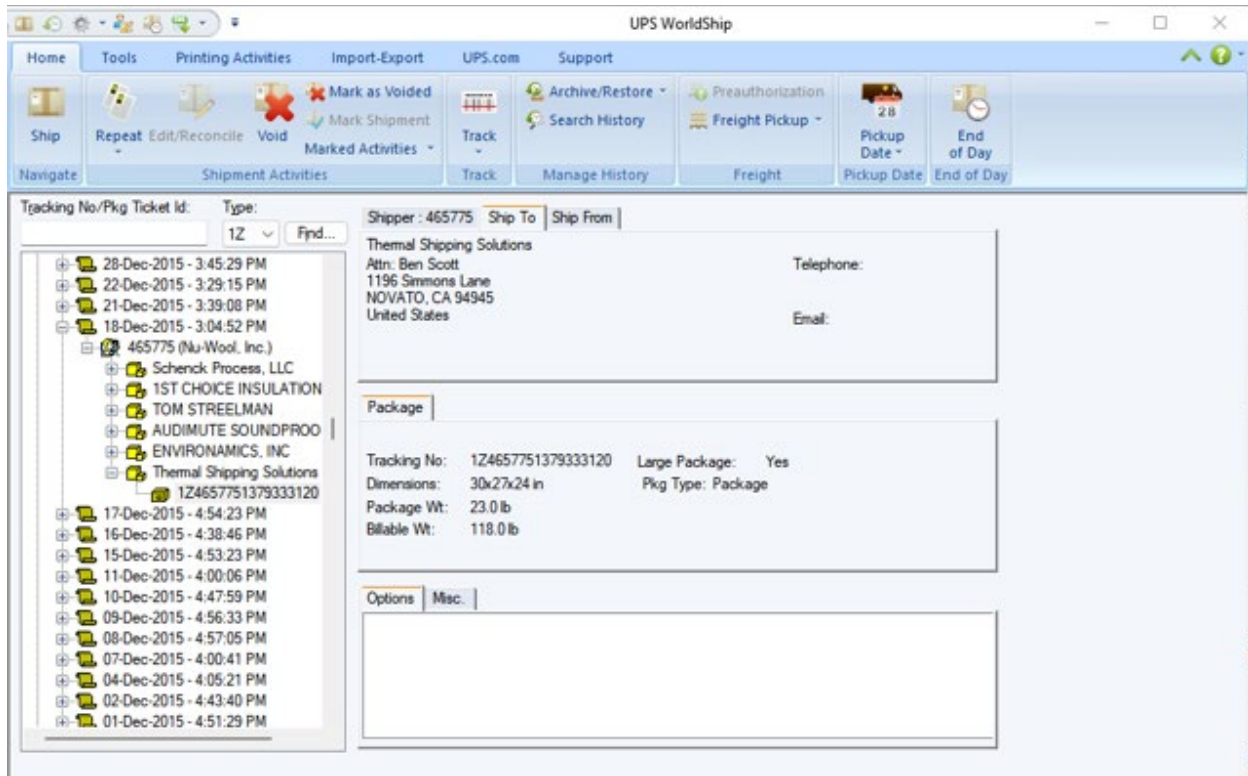 UPS WorldShip
Home Tools Printing Activities Import-Export UPS.com Support
Ship
Repeat
Edit/Reconcile
Void
Mark as Voided
Mark Shipment
Marked Activities
Track
Archive/Restore
Search History
Preauthorization
Freight Pickup
28
Pickup
Date
End
of Day
Navigate Shipment Activities Track Manage History Freight Pickup Date End of Day
Tracking No/Pkg Ticket Id: Type:
1Z Find...
28-Dec-2015 - 3:45:29 PM
22-Dec-2015 - 3:29:15 PM
21-Dec-2015 - 3:39:08 PM
18-Dec-2015 - 3:04:52 PM
465775 (Nu-Wool, Inc.)
Schenck Process, LLC
1ST CHOICE INSULATION
TOM STREELMAN
AUDIMUTE SOUNDPROO
ENVIRONAMICS, INC
Thermal Shipping Solutions
1Z4657751379333120
17-Dec-2015 - 4:54:23 PM
16-Dec-2015 - 4:38:46 PM
15-Dec-2015 - 4:53:23 PM
11-Dec-2015 - 4:00:06 PM
10-Dec-2015 - 4:47:59 PM
09-Dec-2015 - 4:56:33 PM
08-Dec-2015 - 4:57:05 PM
07-Dec-2015 - 4:00:41 PM
04-Dec-2015 - 4:05:21 PM
02-Dec-2015 - 4:43:40 PM
01-Dec-2015 - 4:51:29 PM
Shipper : 465775 Ship To Ship From
Thermal Shipping Solutions
Attn: Ben Scott
1196 Simmons Lane
NOVATO, CA 94945
United States
Telephone:
Email:
Package
Tracking No: 1Z4657751379333120 Large Package: Yes
Dimensions: 30x27x24 in Pkg Type: Package
Package Wt: 23.0 lb
Billable Wt: 118.0 lb
Options Misc.